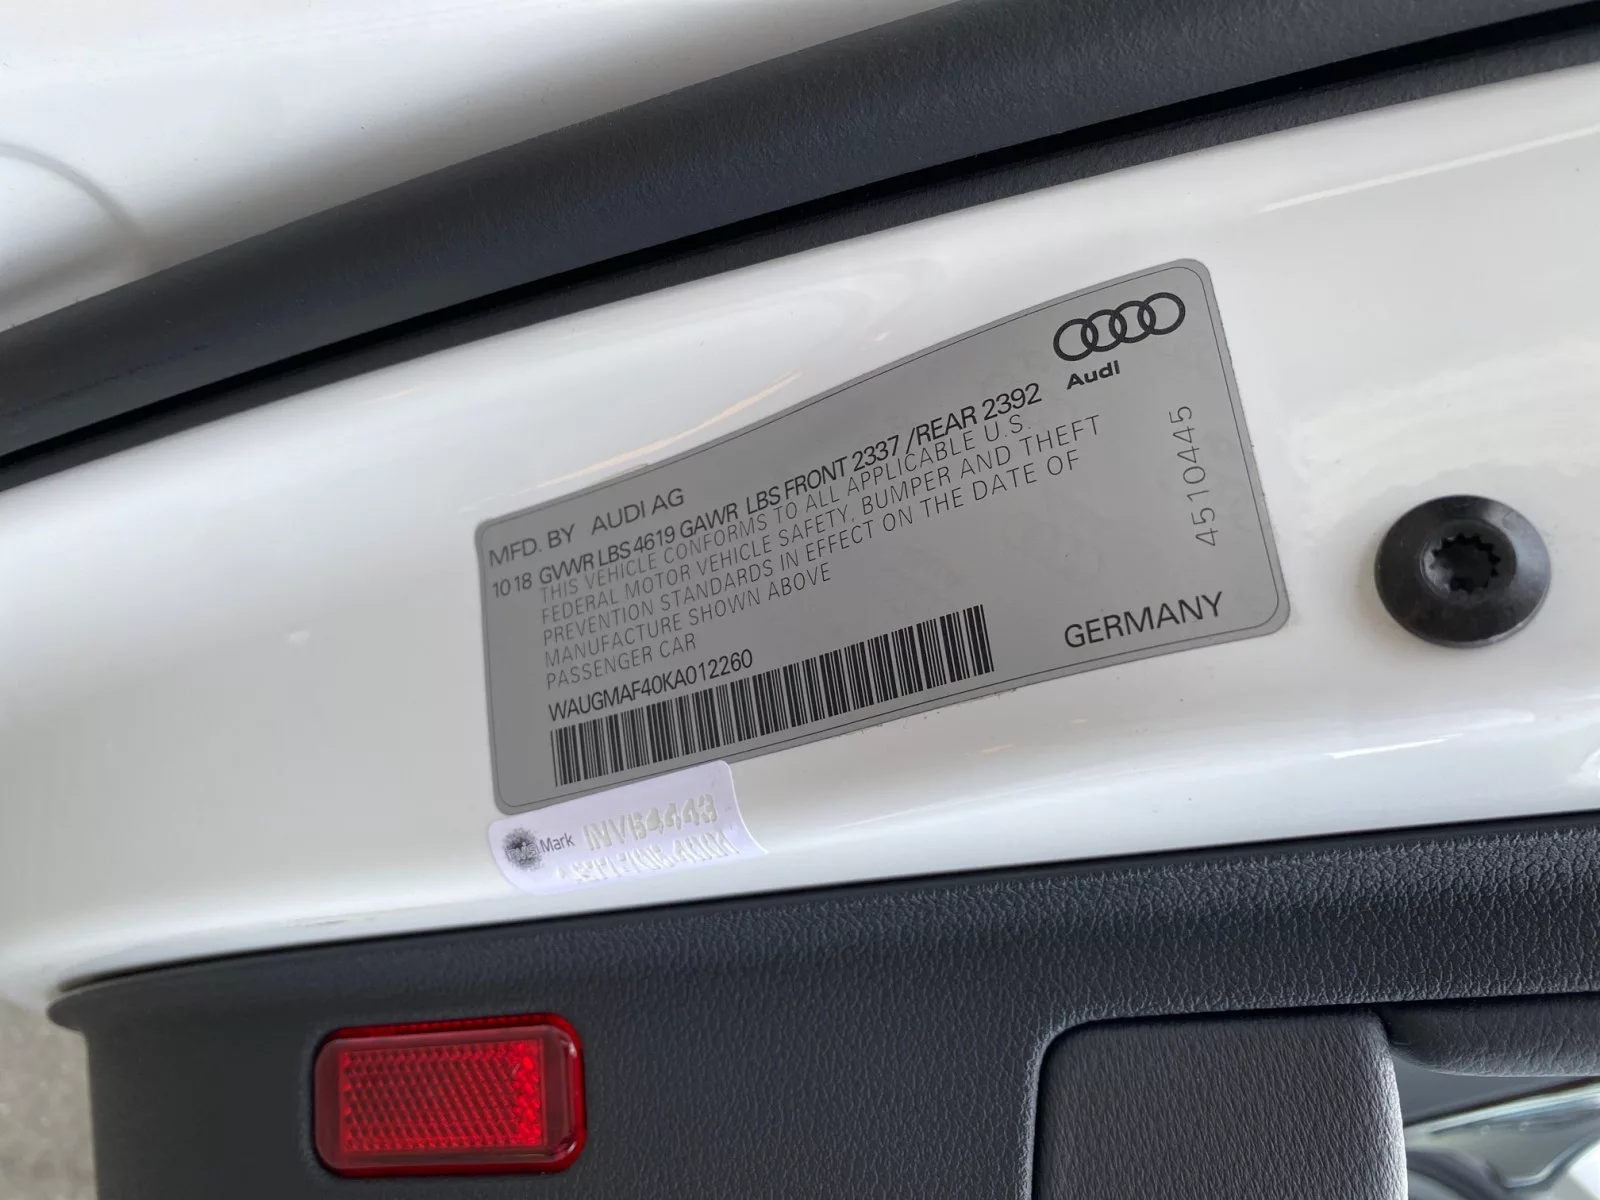 Audi
MFD. BY AUDI AG
10 18 GVWR LBS 4619 GAWR LBS FRONT 2337 /REAR 2392
THIS VEHICLE CONFORMS TO ALL APPLICABLE U.S.
FEDERAL MOTOR VEHICLE SAFETY, BUMPER AND THEFT
PREVENTION STANDARDS IN EFFECT ON THE DATE OF
MANUFACTURE SHOWN ABOVE
PASSENGER CAR
WAUGMAF40KA012260
GERMANY
4510445
Mark